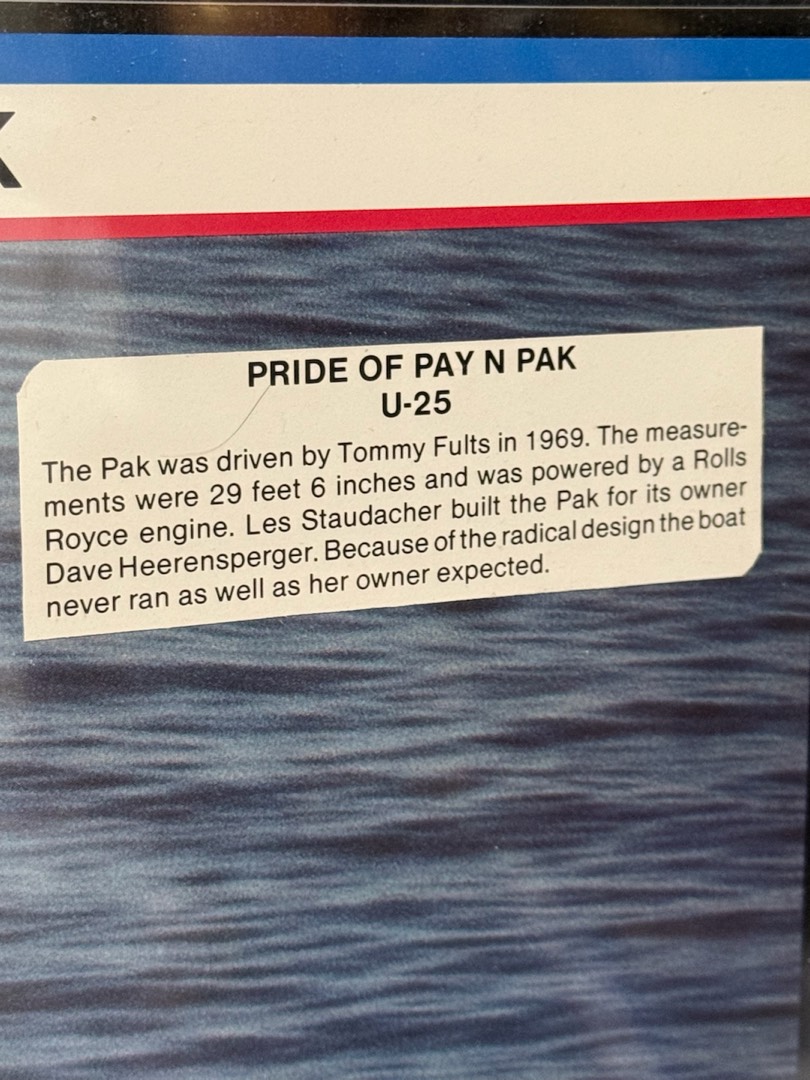 K
PRIDE OF PAY N PAK
U-25
The Pak was driven by Tommy Fults in 1969. The measure-
ments were 29 feet 6 inches and was powered by a Rolls
Royce engine. Les Staudacher built the Pak for its owner
Dave Heerensperger. Because of the radical design the boat
never ran as well as her owner expected.